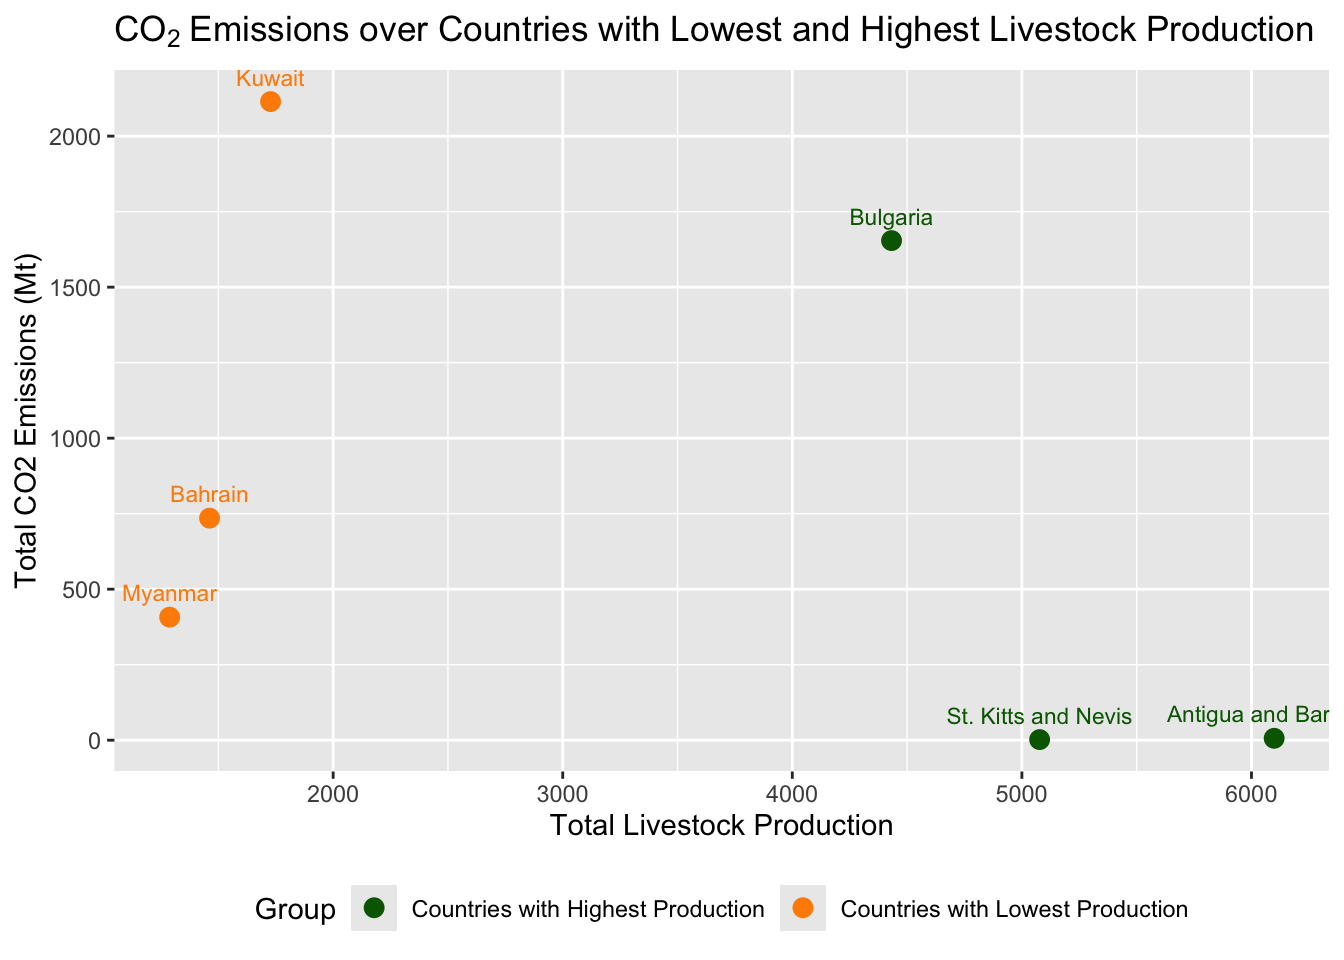 CO₂ Emissions over Countries with Lowest and Highest Livestock Production
Kuwait
2000
Bulgaria
1500
Total CO2 Emissions (Mt)
1000
Bahrain
500
Myanmar
St. Kitts and Nevis
Antigua and Bar
0
2000 3000 4000 5000 6000
Total Livestock Production
Group Countries with Highest Production Countries with Lowest Production